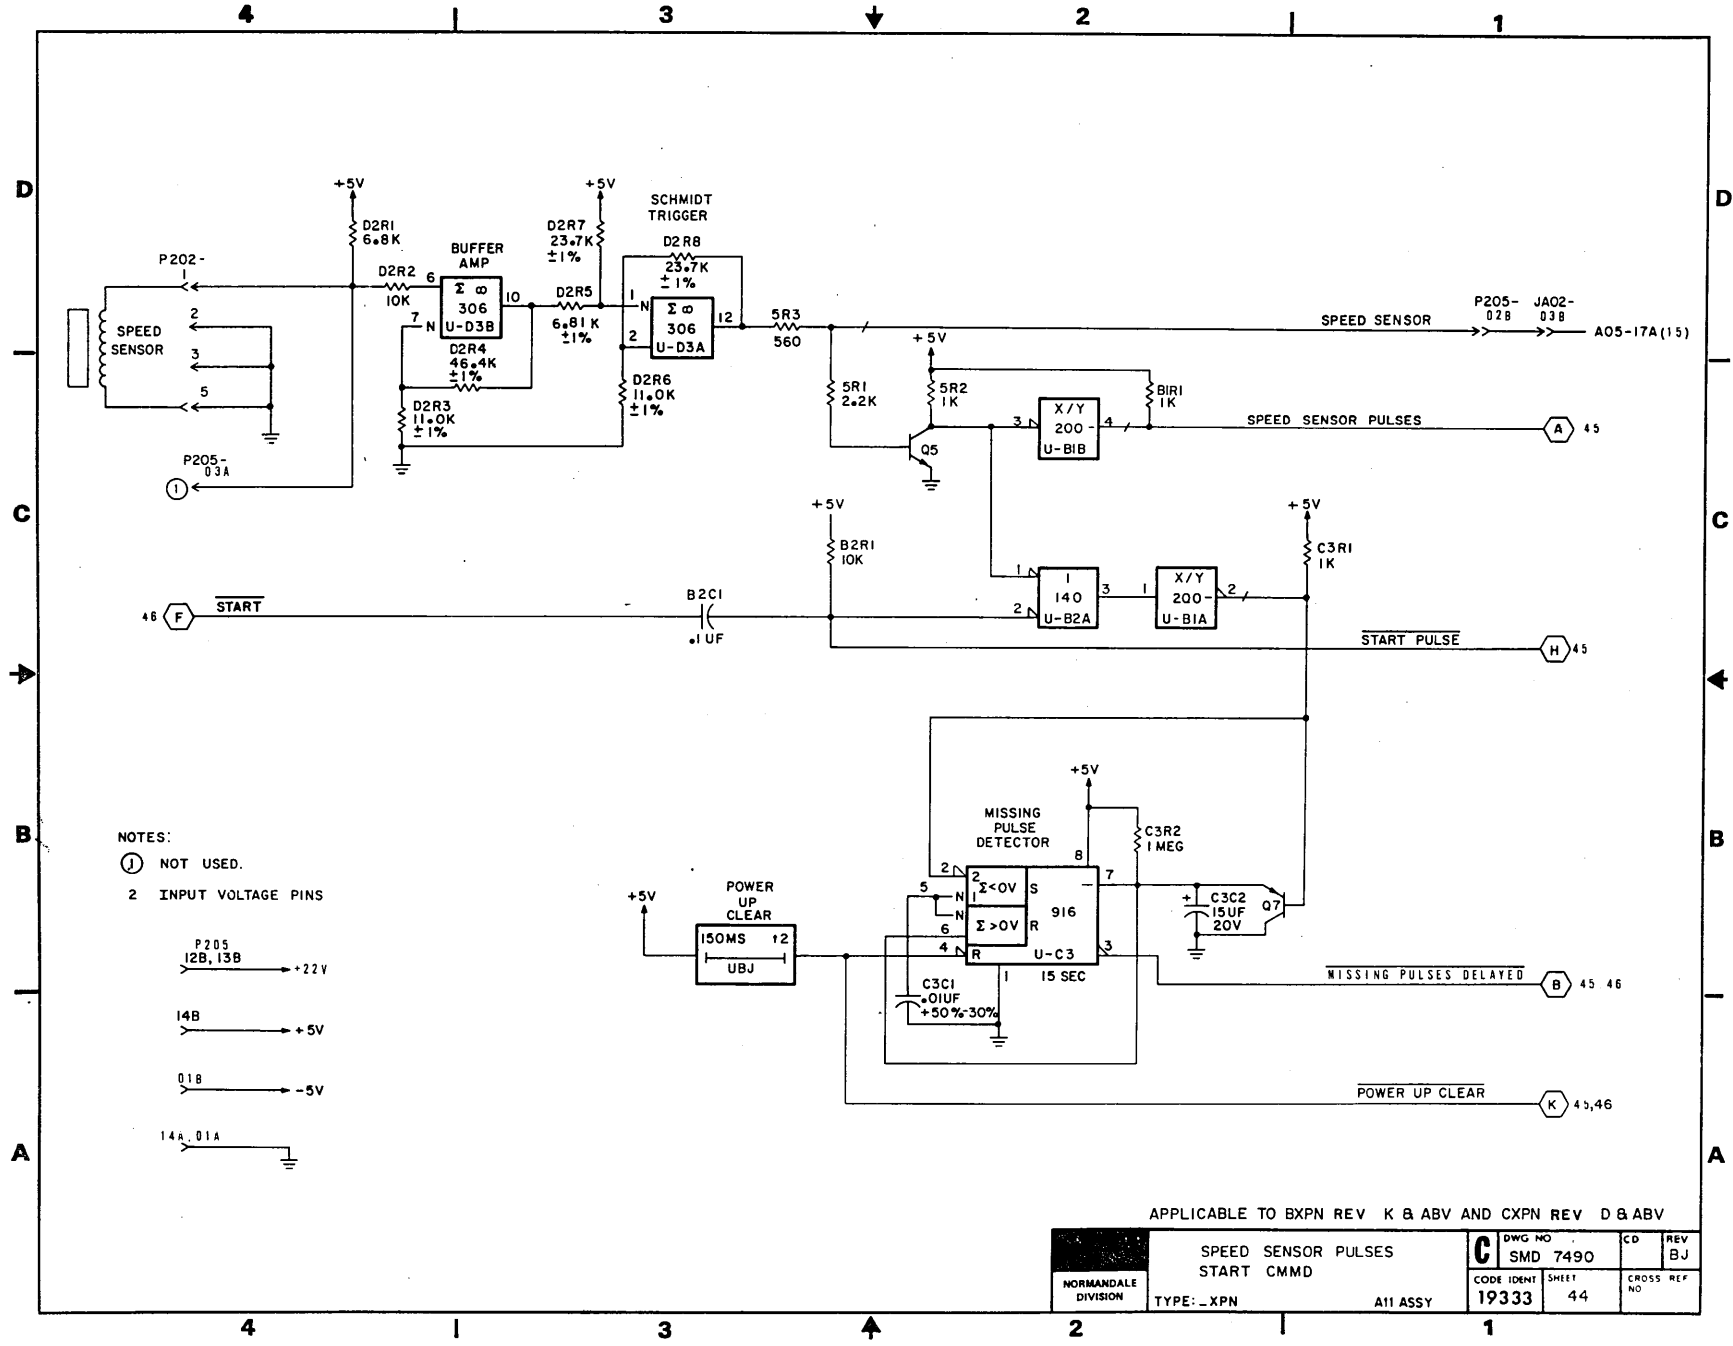 4 3 2 1
D
D
+5V
D2R1
6.8K
P202-
1
2
3
5
SPEED
SENSOR
P205-
03A
1
D2R2
10K
BUFFER
AMP
6
Σ ∞
306
U-D3B
10
7 N
D2R4
46.4K
±1%
D2R3
11.0K
±1%
+5V
D2R7
23.7K
±1%
D2R5
6.81K
±1%
SCHMIDT
TRIGGER
D2R8
23.7K
±1%
1 N
2
Σ ∞
306
U-D3A
12
D2R6
11.0K
±1%
5R3
560
SPEED SENSOR
P205-
02B
JA02-
03B
A05-17A (15)
+5V
5R1
2.2K
5R2
1K
Q5
3
X/Y
200
U-B1B
4
B1R1
1K
SPEED SENSOR PULSES
A 45
C
C
+5V
B2R1
10K
46 F
START
B2C1
.1UF
1
2
1
140
U-B2A
3
1
X/Y
200
U-B1A
2
+5V
C3R1
1K
START PULSE
H 45
B
B
+5V
MISSING
PULSE
DETECTOR
C3R2
1 MEG
8
2
2
Σ<0V S
5 N
1
N
Σ>0V R
6
4
R
916
U-C3
15 SEC
7
3
1
+
C3C2
15UF
20V
Q7
+5V
POWER
UP
CLEAR
150MS ↑2
UBJ
C3C1
.01UF
+50%-30%
MISSING PULSES DELAYED
B 45 46
POWER UP CLEAR
K 45,46
NOTES:
1 NOT USED.
2 INPUT VOLTAGE PINS
P205
12B, 13B
+22V
14B
+5V
01B
-5V
14A, 01A
A
A
APPLICABLE TO BXPN REV K & ABV AND CXPN REV D & ABV
NORMANDALE
DIVISION
SPEED SENSOR PULSES
START CMMD
TYPE: _XPN
A11 ASSY
C
DWG NO
SMD 7490
CD
REV
BJ
CODE IDENT
19333
SHEET
44
CROSS REF
NO
4 3 2 1